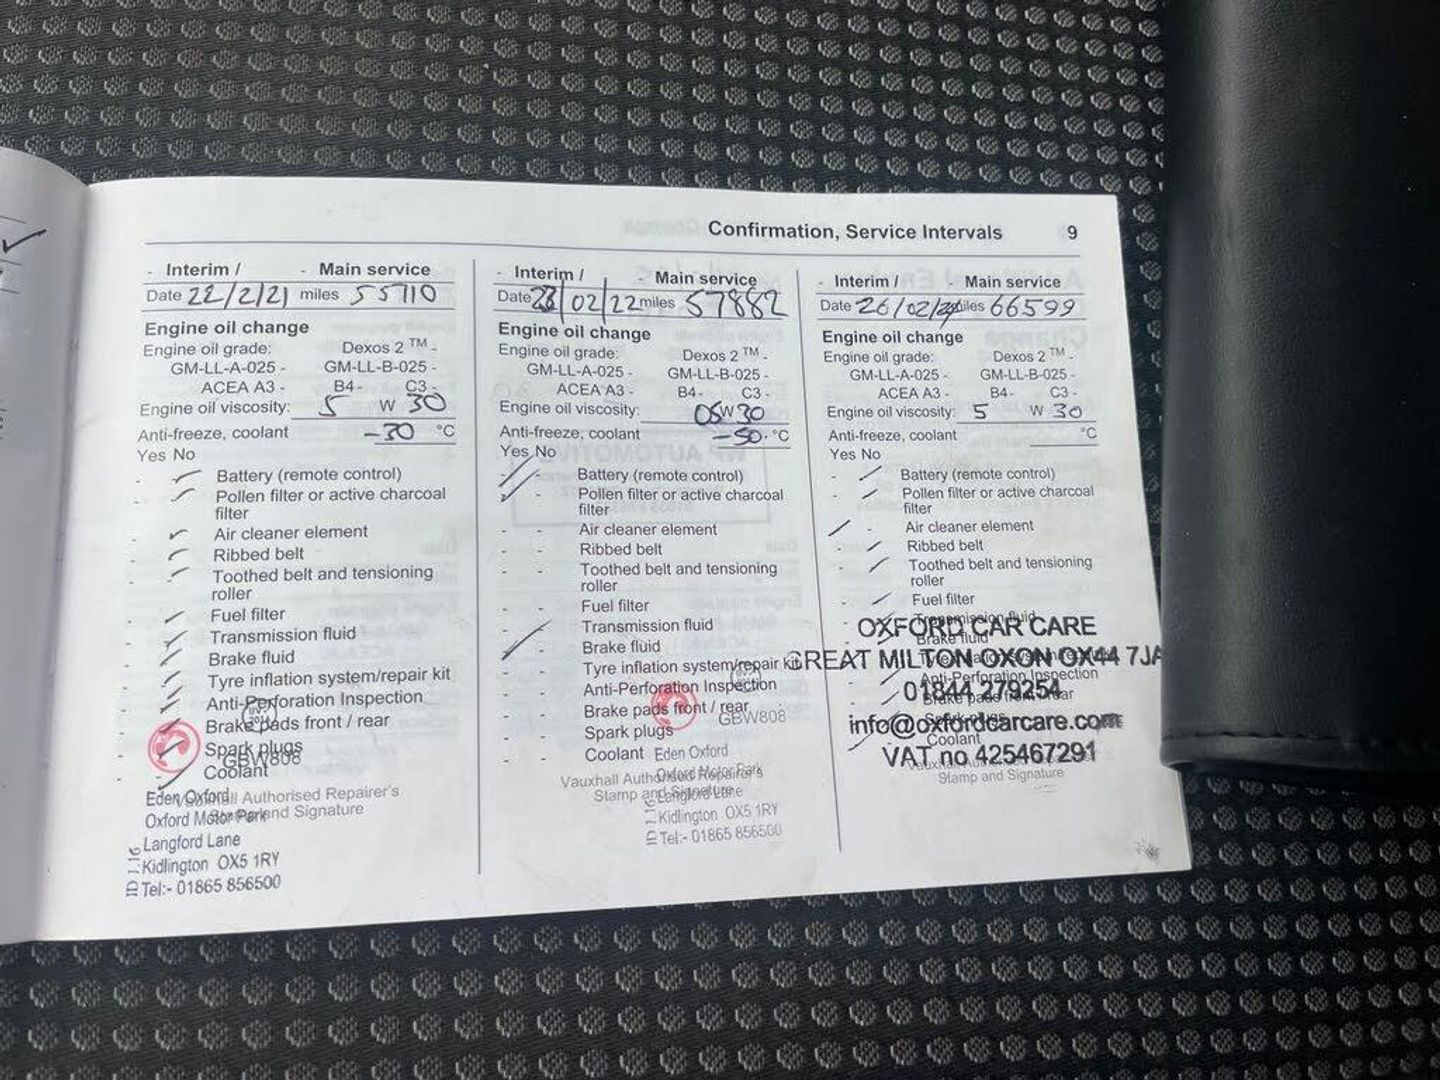 Confirmation, Service Intervals 9
- Interim / - Main service
Date 22/2/21 miles 55710
Engine oil change
Engine oil grade: Dexos 2 TM -
GM-LL-A-025 - GM-LL-B-025 -
ACEA A3 - B4- C3 -
Engine oil viscosity: 5 W 30
Anti-freeze, coolant -30 °C
Yes No
Battery (remote control)
Pollen filter or active charcoal
filter
Air cleaner element
Ribbed belt
Toothed belt and tensioning
roller
Fuel filter
Transmission fluid
Brake fluid
Tyre inflation system/repair kit
Anti-Perforation Inspection
Brake pads front / rear
Spark plugs
GBW808
Coolant
Vauxhall Authorised Repairer's
Stamp and Signature
Eden Oxford
Oxford Motor Park
Langford Lane
Kidlington OX5 1RY
Tel:- 01865 856500
- Interim / - Main service
Date /02/22 miles 57882
Engine oil change
Engine oil grade: Dexos 2 TM -
GM-LL-A-025 - GM-LL-B-025 -
ACEA A3 - B4- C3 -
Engine oil viscosity: 05W30
Anti-freeze, coolant -50. °C
Yes No
Battery (remote control)
- Pollen filter or active charcoal
filter
- - Air cleaner element
- - Ribbed belt
- - Toothed belt and tensioning
roller
- - Fuel filter
- - Transmission fluid
- Brake fluid
- - Tyre inflation system/repair kit
- - Anti-Perforation Inspection
- - Brake pads front / rear
GBW808
- - Spark plugs
- - Coolant
Vauxhall Authorised Repairer's
Stamp and Signature
Eden Oxford
Oxford Motor Park
Langford Lane
Kidlington OX5 1RY
Tel:- 01865 856500
- Interim / - Main service
Date 26/02/ miles 66599
Engine oil change
Engine oil grade: Dexos 2 TM -
GM-LL-A-025 - GM-LL-B-025 -
ACEA A3 - B4- C3 -
Engine oil viscosity: 5 W 30
Anti-freeze, coolant °C
Yes No
Battery (remote control)
Pollen filter or active charcoal
filter
Air cleaner element
Ribbed belt
Toothed belt and tensioning
roller
Fuel filter
Transmission fluid
Brake fluid
Anti-Perforation Inspection
Brake pads front / rear
Spark plugs
Coolant
Stamp and Signature
OXFORD CAR CARE
GREAT MILTON OXON OX44 7JA
01844 279254
info@oxfordcarcare.com
VAT no 425467291